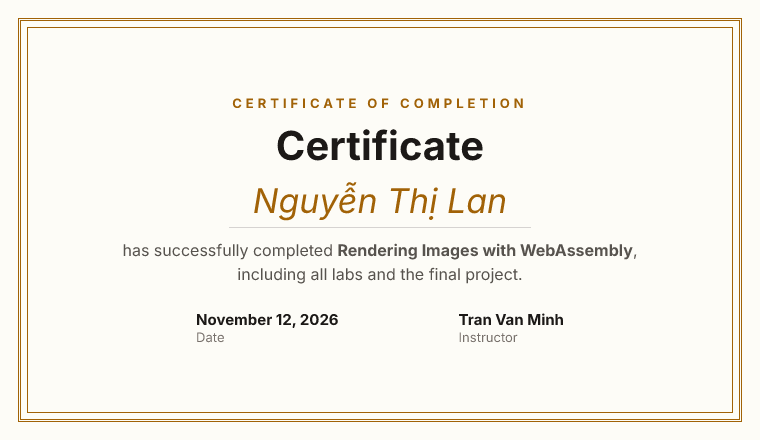 CERTIFICATE OF COMPLETION
Certificate
Nguyễn Thị Lan
has successfully completed Rendering Images with WebAssembly,
including all labs and the final project.
November 12, 2026
Date
Tran Van Minh
Instructor